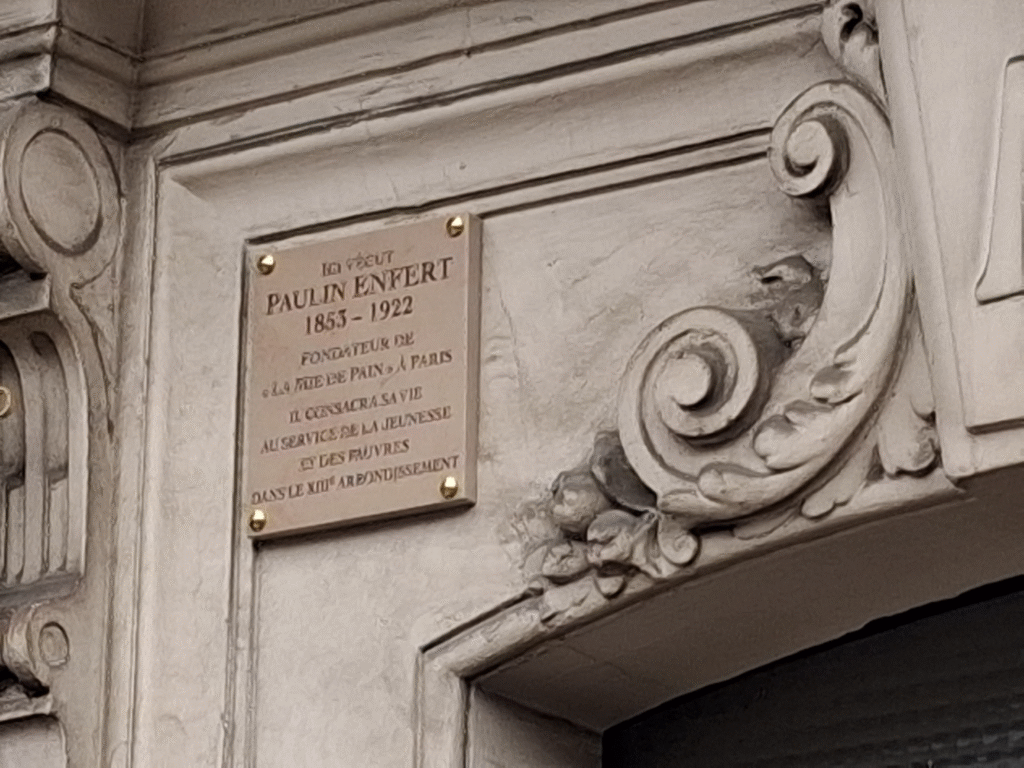 ICI VÉCUT
PAULIN ENFERT
1853 – 1922
FONDATEUR DE
« LA MIE DE PAIN » À PARIS
IL CONSACRA SA VIE
AU SERVICE DE LA JEUNESSE
ET DES PAUVRES
DANS LE XIIIᵉ ARRONDISSEMENT